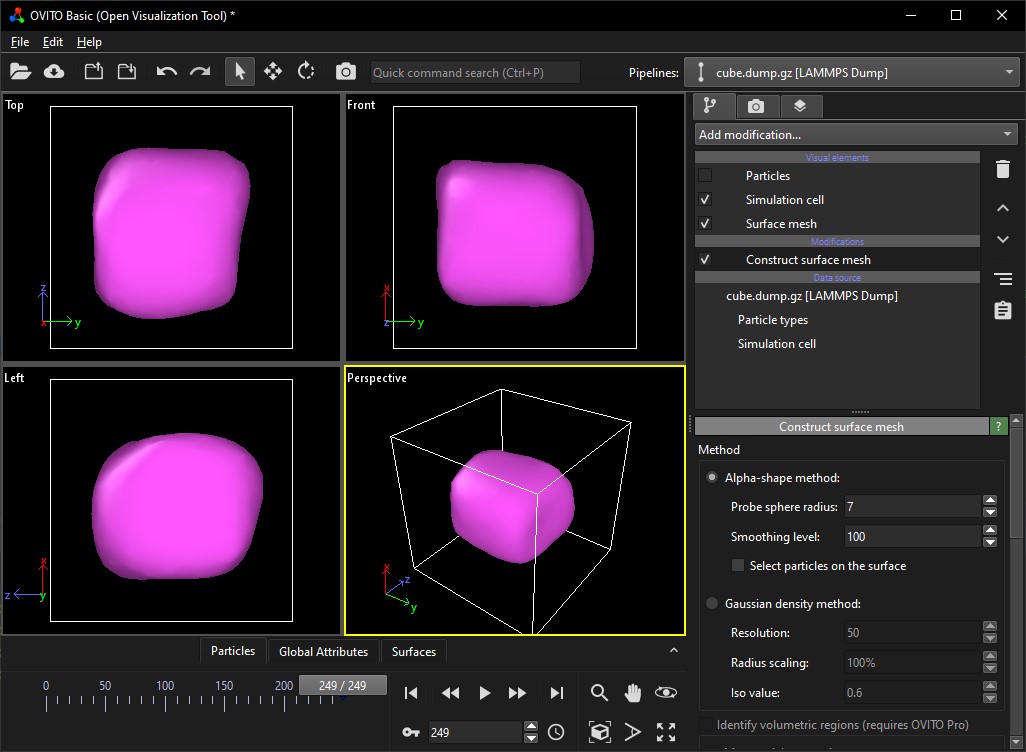 OVITO Basic (Open Visualization Tool) *
File Edit Help
Quick command search (Ctrl+P)
Pipelines:
cube.dump.gz [LAMMPS Dump]
Top
z
x
y
Front
x
z
y
Left
x
z
y
Perspective
x
z
y
Add modification...
Visual elements
Particles
Simulation cell
Surface mesh
Modifications
Construct surface mesh
Data source
cube.dump.gz [LAMMPS Dump]
Particle types
Simulation cell
Construct surface mesh
?
Method
Alpha-shape method:
Probe sphere radius: 7
Smoothing level: 100
Select particles on the surface
Gaussian density method:
Resolution: 50
Radius scaling: 100%
Iso value: 0.6
Identify volumetric regions (requires OVITO Pro)
Particles Global Attributes Surfaces
0 50 100 150 200 249 / 249
249